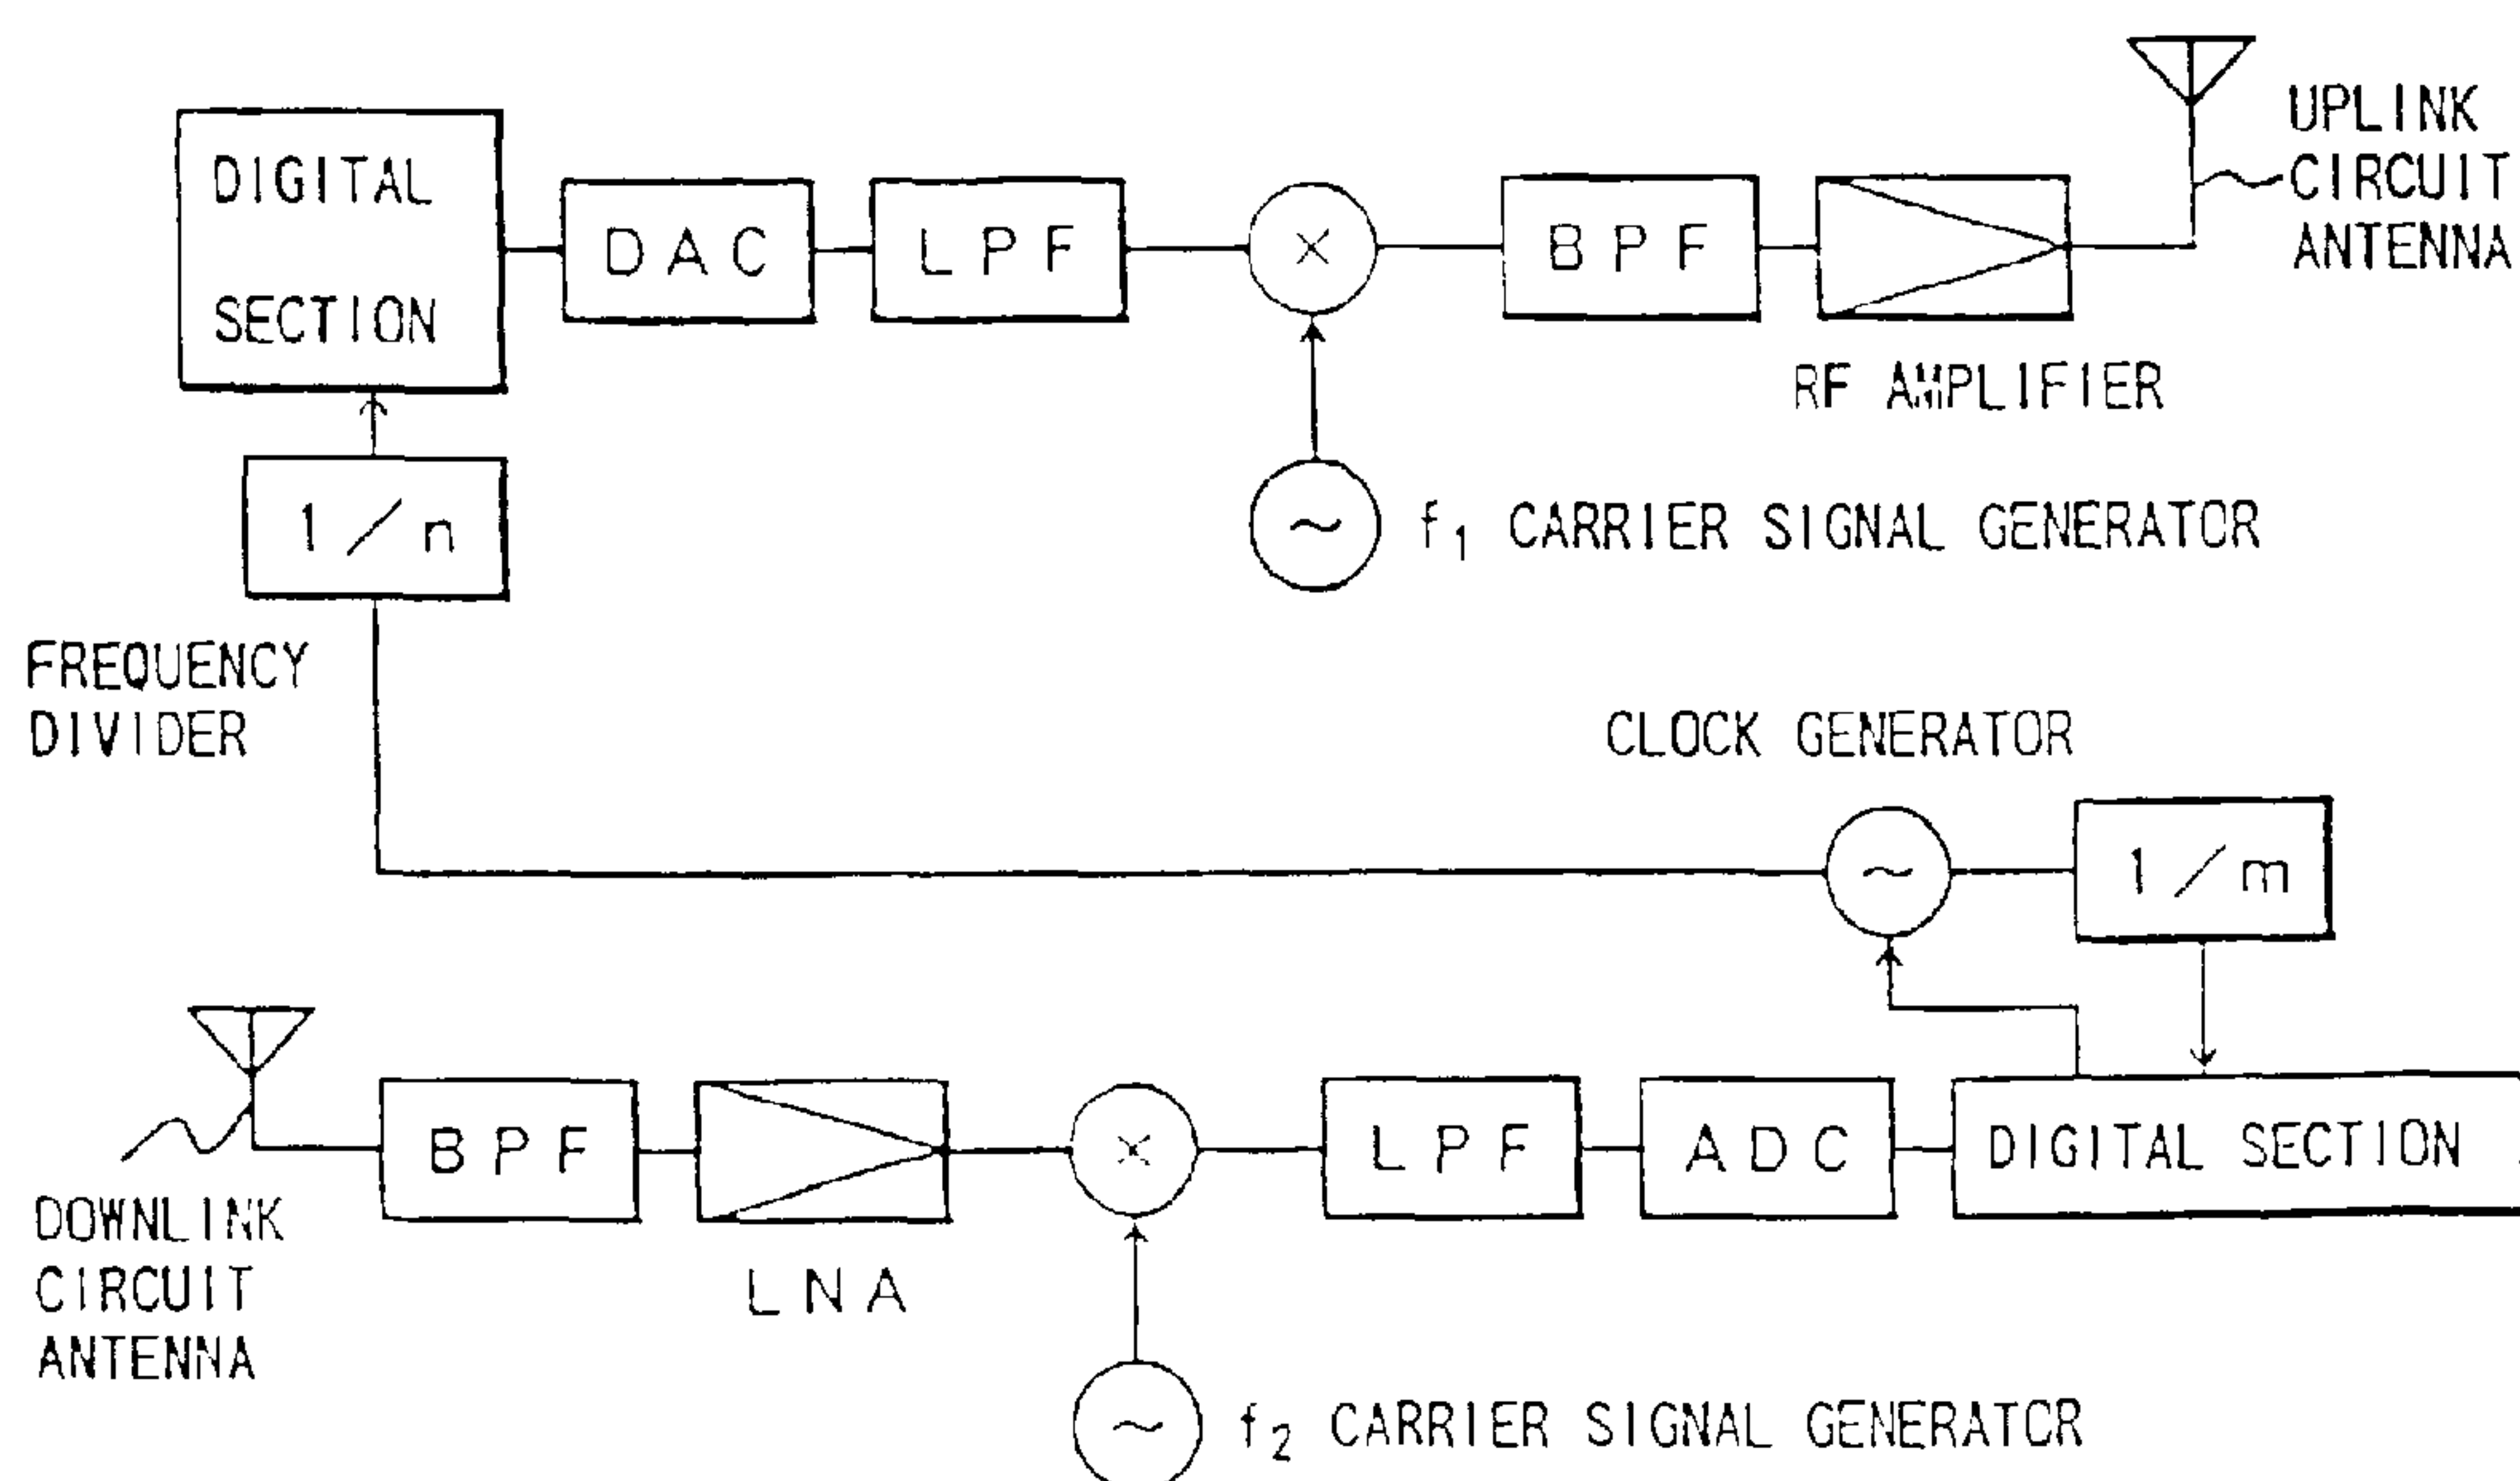 DIGITAL
SECTION
DAC
LPF
×
BPF
UPLINK
CIRCUIT
ANTENNA
RF AMPLIFIER
1/n
~
f1 CARRIER SIGNAL GENERATOR
FREQUENCY
DIVIDER
CLOCK GENERATOR
~
1/m
DOWNLINK
CIRCUIT
ANTENNA
BPF
LNA
×
LPF
ADC
DIGITAL SECTION
~
f2 CARRIER SIGNAL GENERATOR